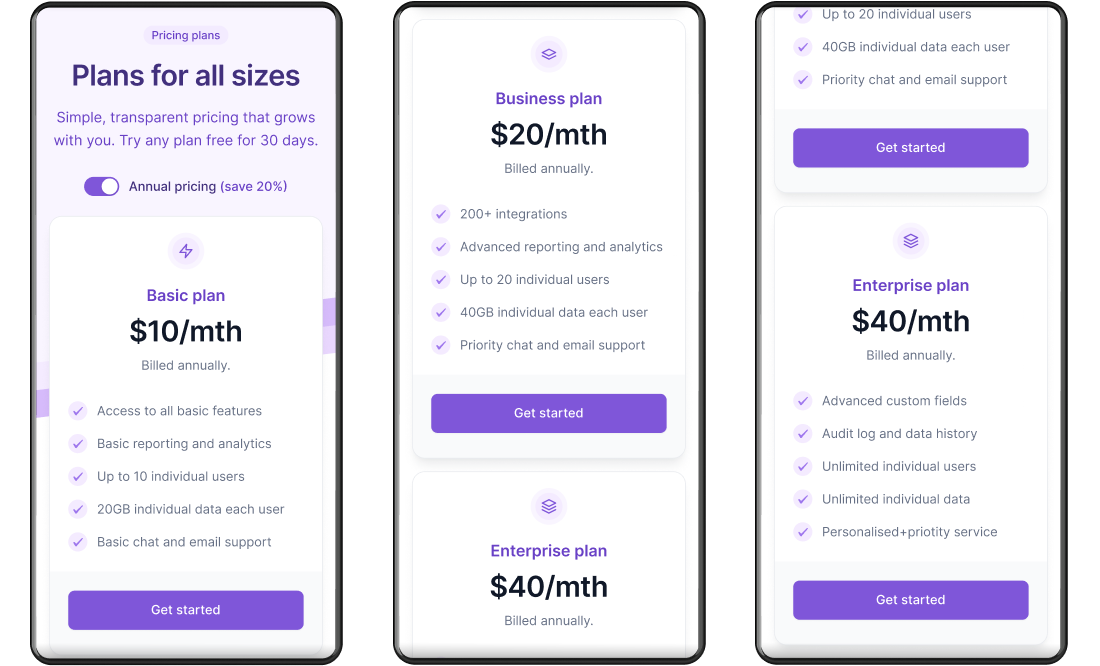 Pricing plans
Plans for all sizes
Simple, transparent pricing that grows
with you. Try any plan free for 30 days.
Annual pricing (save 20%)
Basic plan
$10/mth
Billed annually.
Access to all basic features
Basic reporting and analytics
Up to 10 individual users
20GB individual data each user
Basic chat and email support
Get started
Business plan
$20/mth
Billed annually.
200+ integrations
Advanced reporting and analytics
Up to 20 individual users
40GB individual data each user
Priority chat and email support
Get started
Enterprise plan
$40/mth
Billed annually.
Up to 20 individual users
40GB individual data each user
Priority chat and email support
Get started
Enterprise plan
$40/mth
Billed annually.
Advanced custom fields
Audit log and data history
Unlimited individual users
Unlimited individual data
Personalised+priotity service
Get started